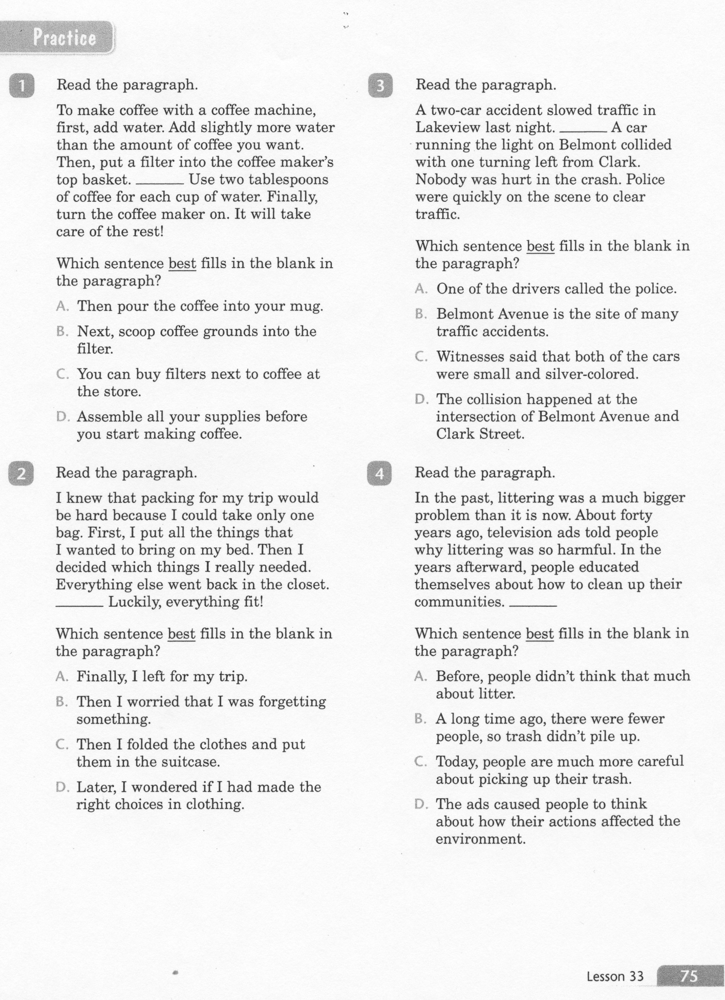 Practice
1
Read the paragraph.
To make coffee with a coffee machine,
first, add water. Add slightly more water
than the amount of coffee you want.
Then, put a filter into the coffee maker's
top basket. ______ Use two tablespoons
of coffee for each cup of water. Finally,
turn the coffee maker on. It will take
care of the rest!
Which sentence best fills in the blank in
the paragraph?
A. Then pour the coffee into your mug.
B. Next, scoop coffee grounds into the
filter.
C. You can buy filters next to coffee at
the store.
D. Assemble all your supplies before
you start making coffee.
2
Read the paragraph.
I knew that packing for my trip would
be hard because I could take only one
bag. First, I put all the things that
I wanted to bring on my bed. Then I
decided which things I really needed.
Everything else went back in the closet.
______ Luckily, everything fit!
Which sentence best fills in the blank in
the paragraph?
A. Finally, I left for my trip.
B. Then I worried that I was forgetting
something.
C. Then I folded the clothes and put
them in the suitcase.
D. Later, I wondered if I had made the
right choices in clothing.
3
Read the paragraph.
A two-car accident slowed traffic in
Lakeview last night. ______ A car
running the light on Belmont collided
with one turning left from Clark.
Nobody was hurt in the crash. Police
were quickly on the scene to clear
traffic.
Which sentence best fills in the blank in
the paragraph?
A. One of the drivers called the police.
B. Belmont Avenue is the site of many
traffic accidents.
C. Witnesses said that both of the cars
were small and silver-colored.
D. The collision happened at the
intersection of Belmont Avenue and
Clark Street.
4
Read the paragraph.
In the past, littering was a much bigger
problem than it is now. About forty
years ago, television ads told people
why littering was so harmful. In the
years afterward, people educated
themselves about how to clean up their
communities. ______
Which sentence best fills in the blank in
the paragraph?
A. Before, people didn't think that much
about litter.
B. A long time ago, there were fewer
people, so trash didn't pile up.
C. Today, people are much more careful
about picking up their trash.
D. The ads caused people to think
about how their actions affected the
environment.
Lesson 33 75